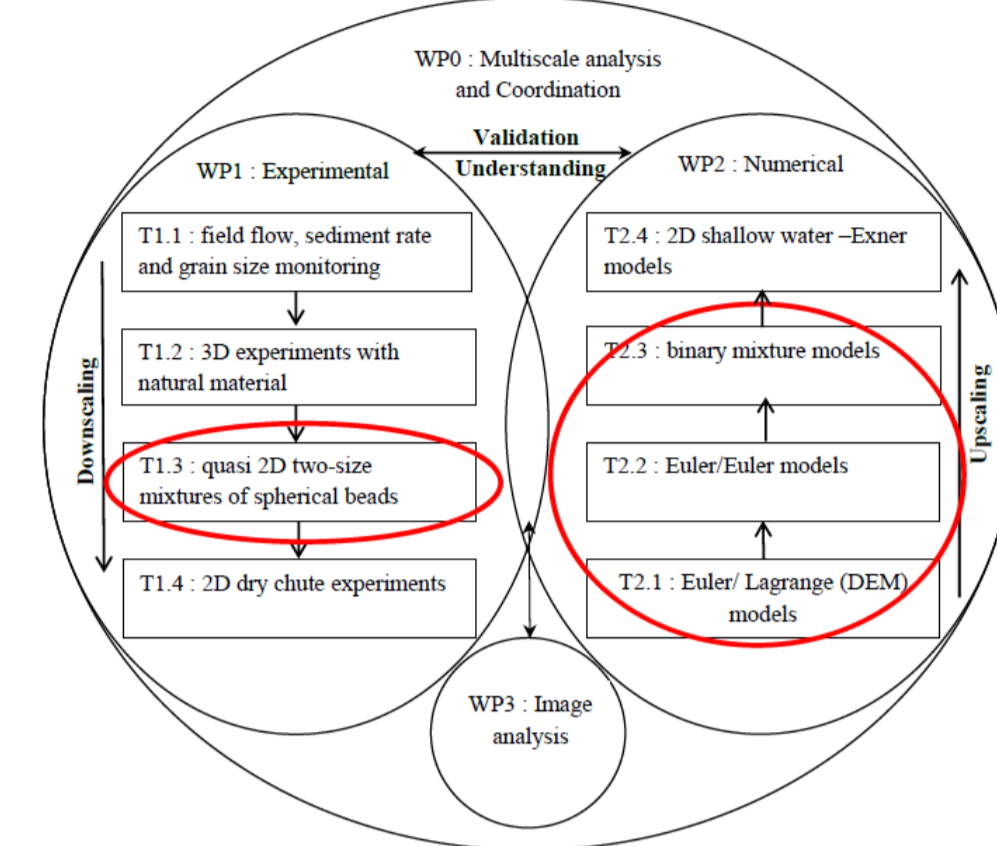 WP0 : Multiscale analysis
and Coordination
Validation
Understanding
WP1 : Experimental
T1.1 : field flow, sediment rate
and grain size monitoring
T1.2 : 3D experiments with
natural material
T1.3 : quasi 2D two-size
mixtures of spherical beads
T1.4 : 2D dry chute experiments
Downscaling
WP2 : Numerical
T2.4 : 2D shallow water –Exner
models
T2.3 : binary mixture models
T2.2 : Euler/Euler models
T2.1 : Euler/ Lagrange (DEM)
models
Upscaling
WP3 : Image
analysis